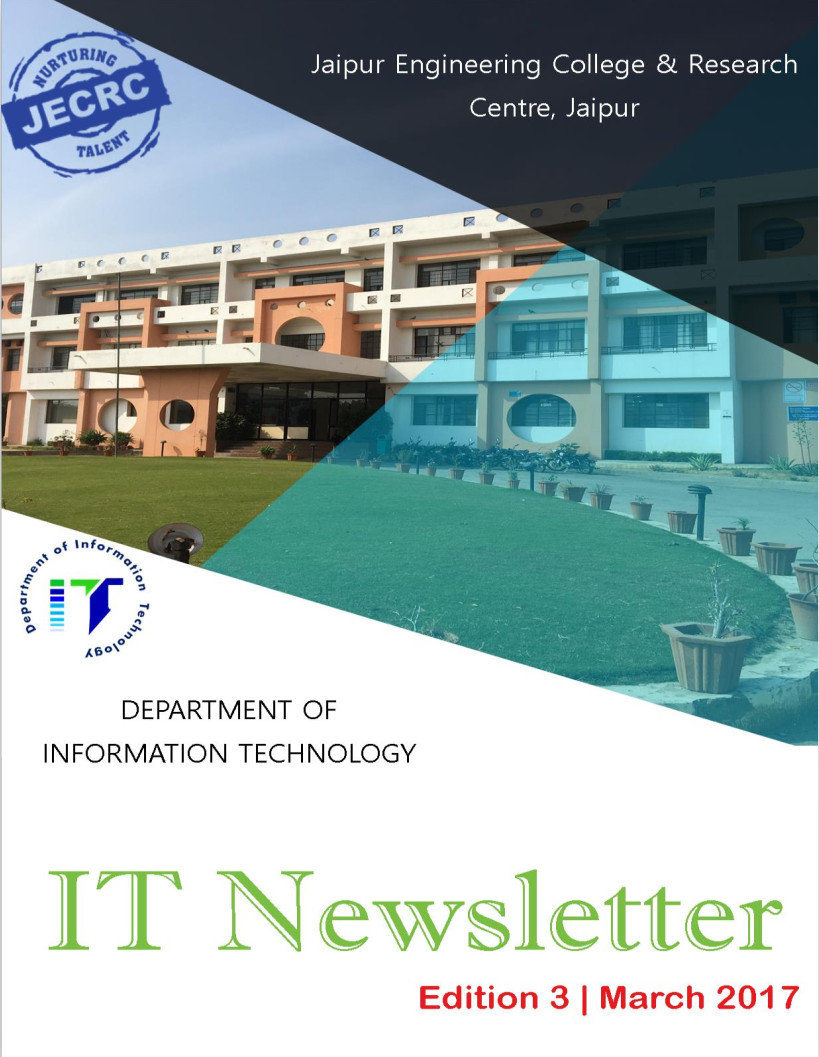 NURTURING
JECRC
TALENT
Jaipur Engineering College & Research
Centre, Jaipur
Department of Information Technology
IT
DEPARTMENT OF
INFORMATION TECHNOLOGY
IT Newsletter
Edition 3 | March 2017